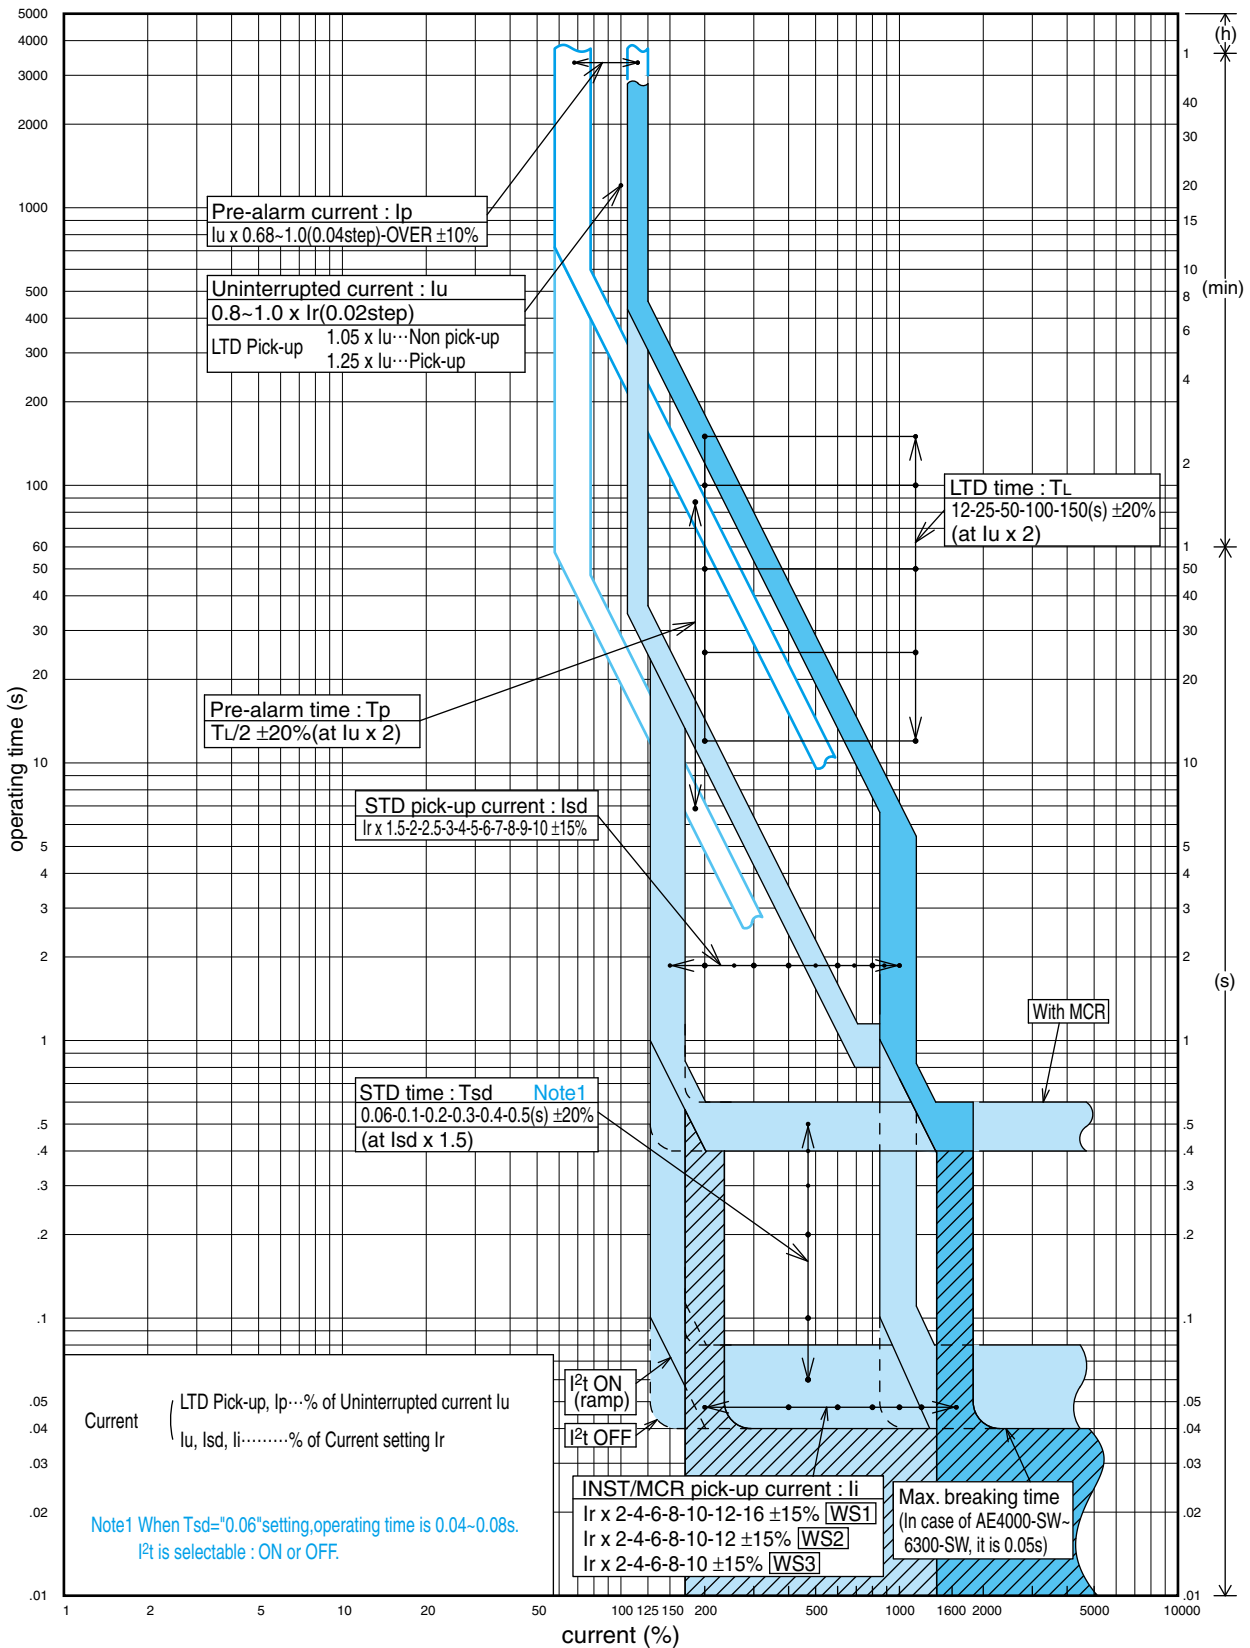 5000
4000
3000
2000
1000
500
400
300
200
100
60
50
40
30
20
10
5
4
3
2
1
.5
.4
.3
.2
.1
.05
.04
.03
.02
.01
operating time (s)
(h)
1
40
30
20
15
10
8
6
4
2
1
(min)
50
40
30
20
10
5
4
3
2
1
.5
.4
.3
.2
.1
.05
.04
.03
.02
.01
(s)
Pre-alarm current : Ip
Iu x 0.68~1.0(0.04step)-OVER ±10%
Uninterrupted current : Iu
0.8~1.0 x Ir(0.02step)
LTD Pick-up
1.05 x Iu···Non pick-up
1.25 x Iu···Pick-up
LTD time : TL
12-25-50-100-150(s) ±20%
(at Iu x 2)
Pre-alarm time : Tp
TL/2 ±20%(at Iu x 2)
STD pick-up current : Isd
Ir x 1.5-2-2.5-3-4-5-6-7-8-9-10 ±15%
With MCR
STD time : Tsd Note1
0.06-0.1-0.2-0.3-0.4-0.5(s) ±20%
(at Isd x 1.5)
I²t ON
(ramp)
I²t OFF
Current
LTD Pick-up, Ip···% of Uninterrupted current Iu
Iu, Isd, Ii·········% of Current setting Ir
Note1 When Tsd="0.06"setting,operating time is 0.04~0.08s.
I²t is selectable : ON or OFF.
INST/MCR pick-up current : Ii
Ir x 2-4-6-8-10-12-16 ±15% WS1
Ir x 2-4-6-8-10-12 ±15% WS2
Ir x 2-4-6-8-10 ±15% WS3
Max. breaking time
(In case of AE4000-SW~
6300-SW, it is 0.05s)
1 2 5 10 20 50 100 125 150 200 500 1000 1600 2000 5000 10000
current (%)